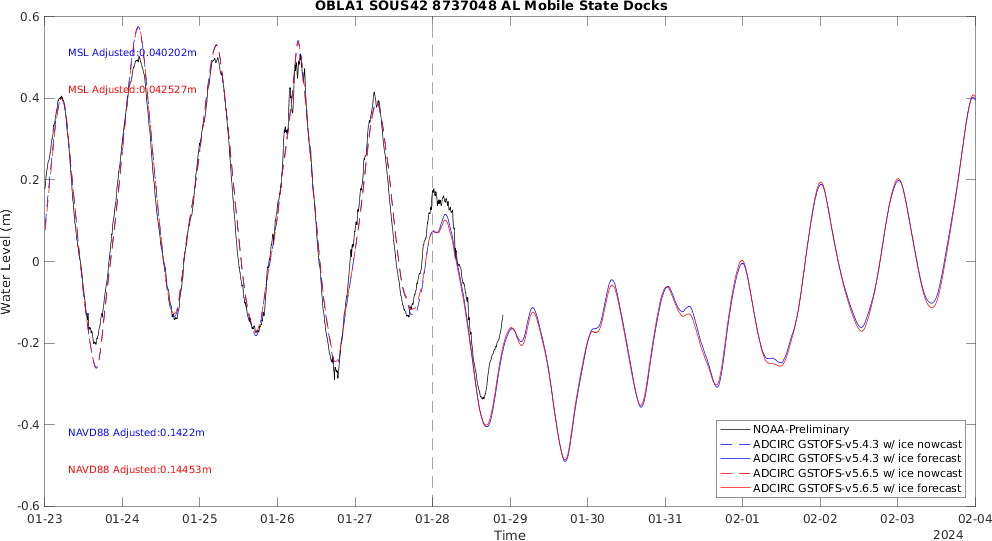 OBLA1 SOUS42 8737048 AL Mobile State Docks
0.6
0.4
0.2
0
-0.2
-0.4
-0.6
Water Level (m)
MSL Adjusted:0.040202m
MSL Adjusted:0.042527m
NAVD88 Adjusted:0.1422m
NAVD88 Adjusted:0.14453m
NOAA-Preliminary
ADCIRC GSTOFS-v5.4.3 w/ ice nowcast
ADCIRC GSTOFS-v5.4.3 w/ ice forecast
ADCIRC GSTOFS-v5.6.5 w/ ice nowcast
ADCIRC GSTOFS-v5.6.5 w/ ice forecast
01-23 01-24 01-25 01-26 01-27 01-28 01-29 01-30 01-31 02-01 02-02 02-03 02-04
Time
2024